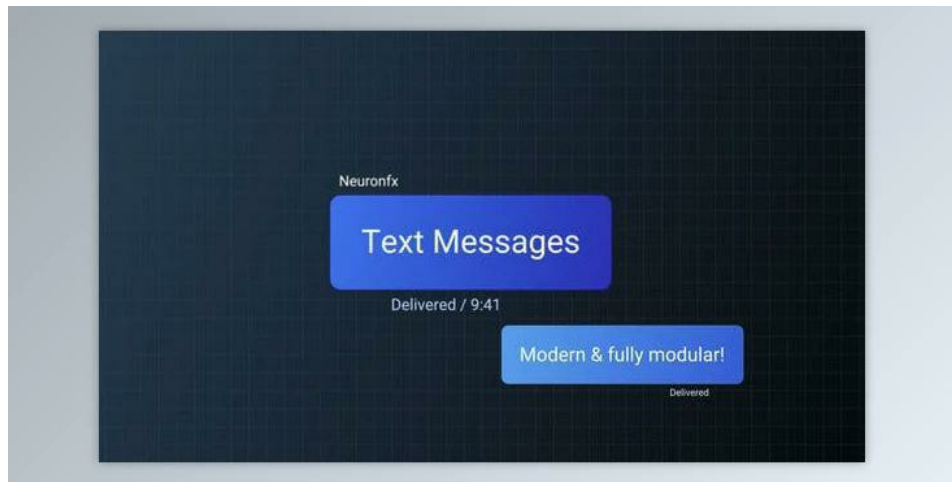 Neuronfx
Text Messages
Delivered / 9:41
Modern & fully modular!
Delivered